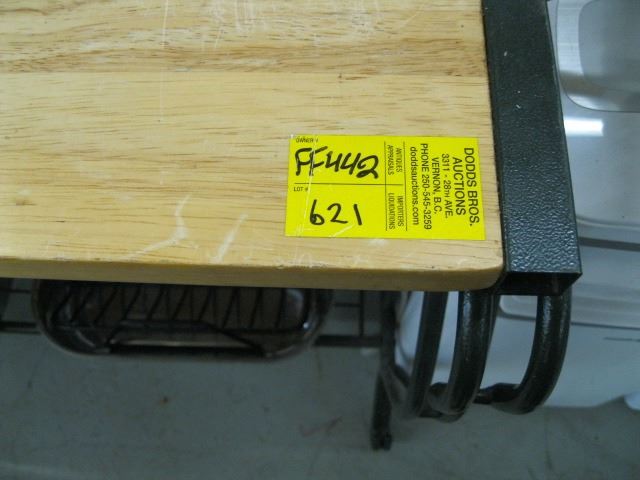 OWNER #
FF442
LOT #
621
ANTIQUES
APPRAISALS
IMPORTERS
LIQUIDATIONS
DODDS BROS.
AUCTIONS
3311 - 28TH AVE.
VERNON, B.C.
PHONE 250-545-3259
doddsauctions.com